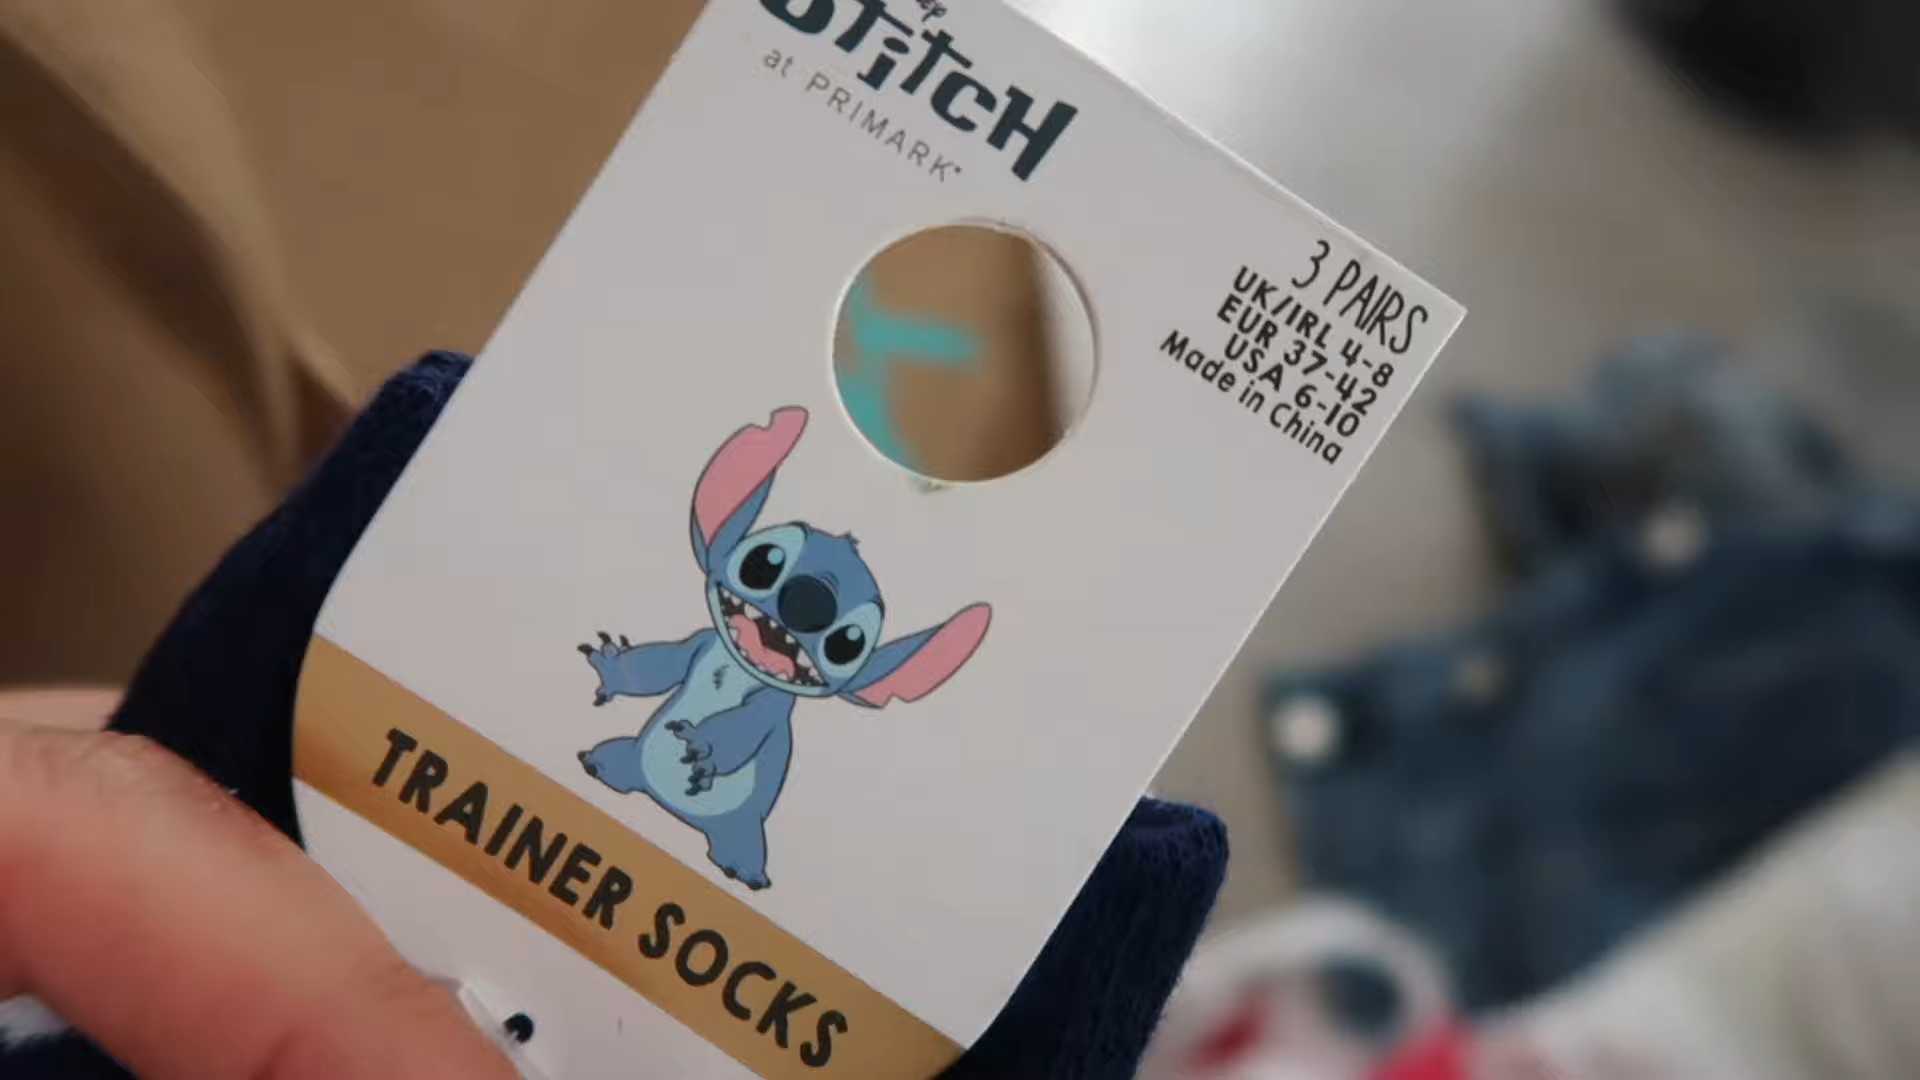 STITCH
at PRIMARK
3 PAIRS
UK/IRL 4-8
EUR 37-42
USA 6-10
Made in China
TRAINER SOCKS